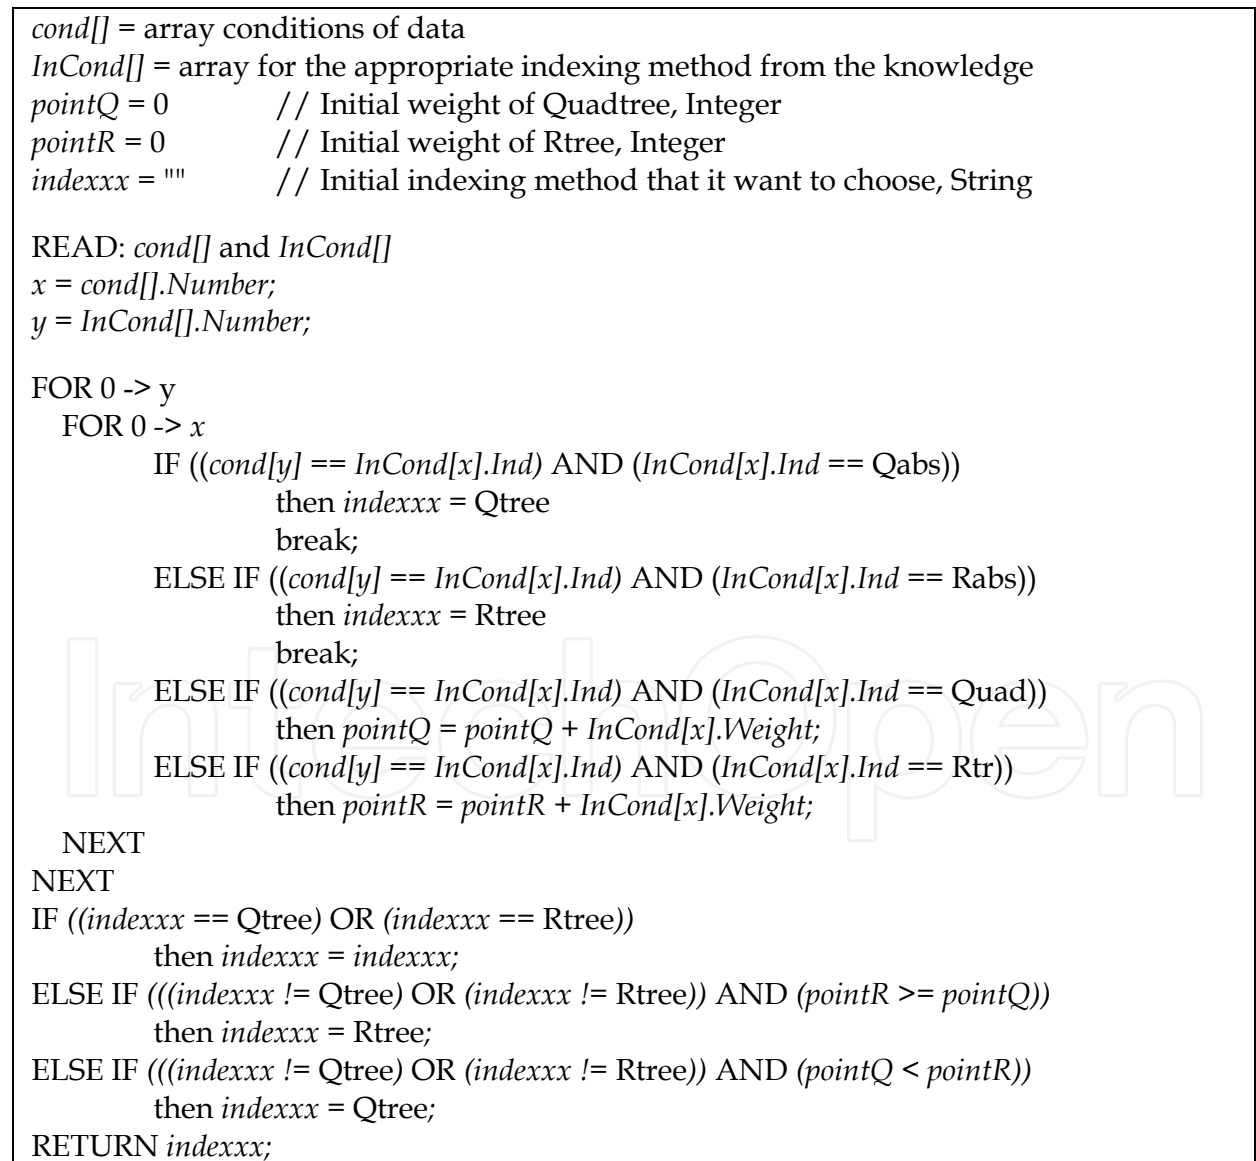 cond[] = array conditions of data
InCond[] = array for the appropriate indexing method from the knowledge
pointQ = 0 // Initial weight of Quadtree, Integer
pointR = 0 // Initial weight of Rtree, Integer
indexxx = "" // Initial indexing method that it want to choose, String
READ: cond[] and InCond[]
x = cond[].Number;
y = InCond[].Number;
FOR 0 -> y
FOR 0 -> x
IF ((cond[y] == InCond[x].Ind) AND (InCond[x].Ind == Qabs))
then indexxx = Qtree
break;
ELSE IF ((cond[y] == InCond[x].Ind) AND (InCond[x].Ind == Rabs))
then indexxx = Rtree
break;
ELSE IF ((cond[y] == InCond[x].Ind) AND (InCond[x].Ind == Quad))
then pointQ = pointQ + InCond[x].Weight;
ELSE IF ((cond[y] == InCond[x].Ind) AND (InCond[x].Ind == Rtr))
then pointR = pointR + InCond[x].Weight;
NEXT
NEXT
IF ((indexxx == Qtree) OR (indexxx == Rtree))
then indexxx = indexxx;
ELSE IF (((indexxx != Qtree) OR (indexxx != Rtree)) AND (pointR >= pointQ))
then indexxx = Rtree;
ELSE IF (((indexxx != Qtree) OR (indexxx != Rtree)) AND (pointQ < pointR))
then indexxx = Qtree;
RETURN indexxx;
IntechOpen